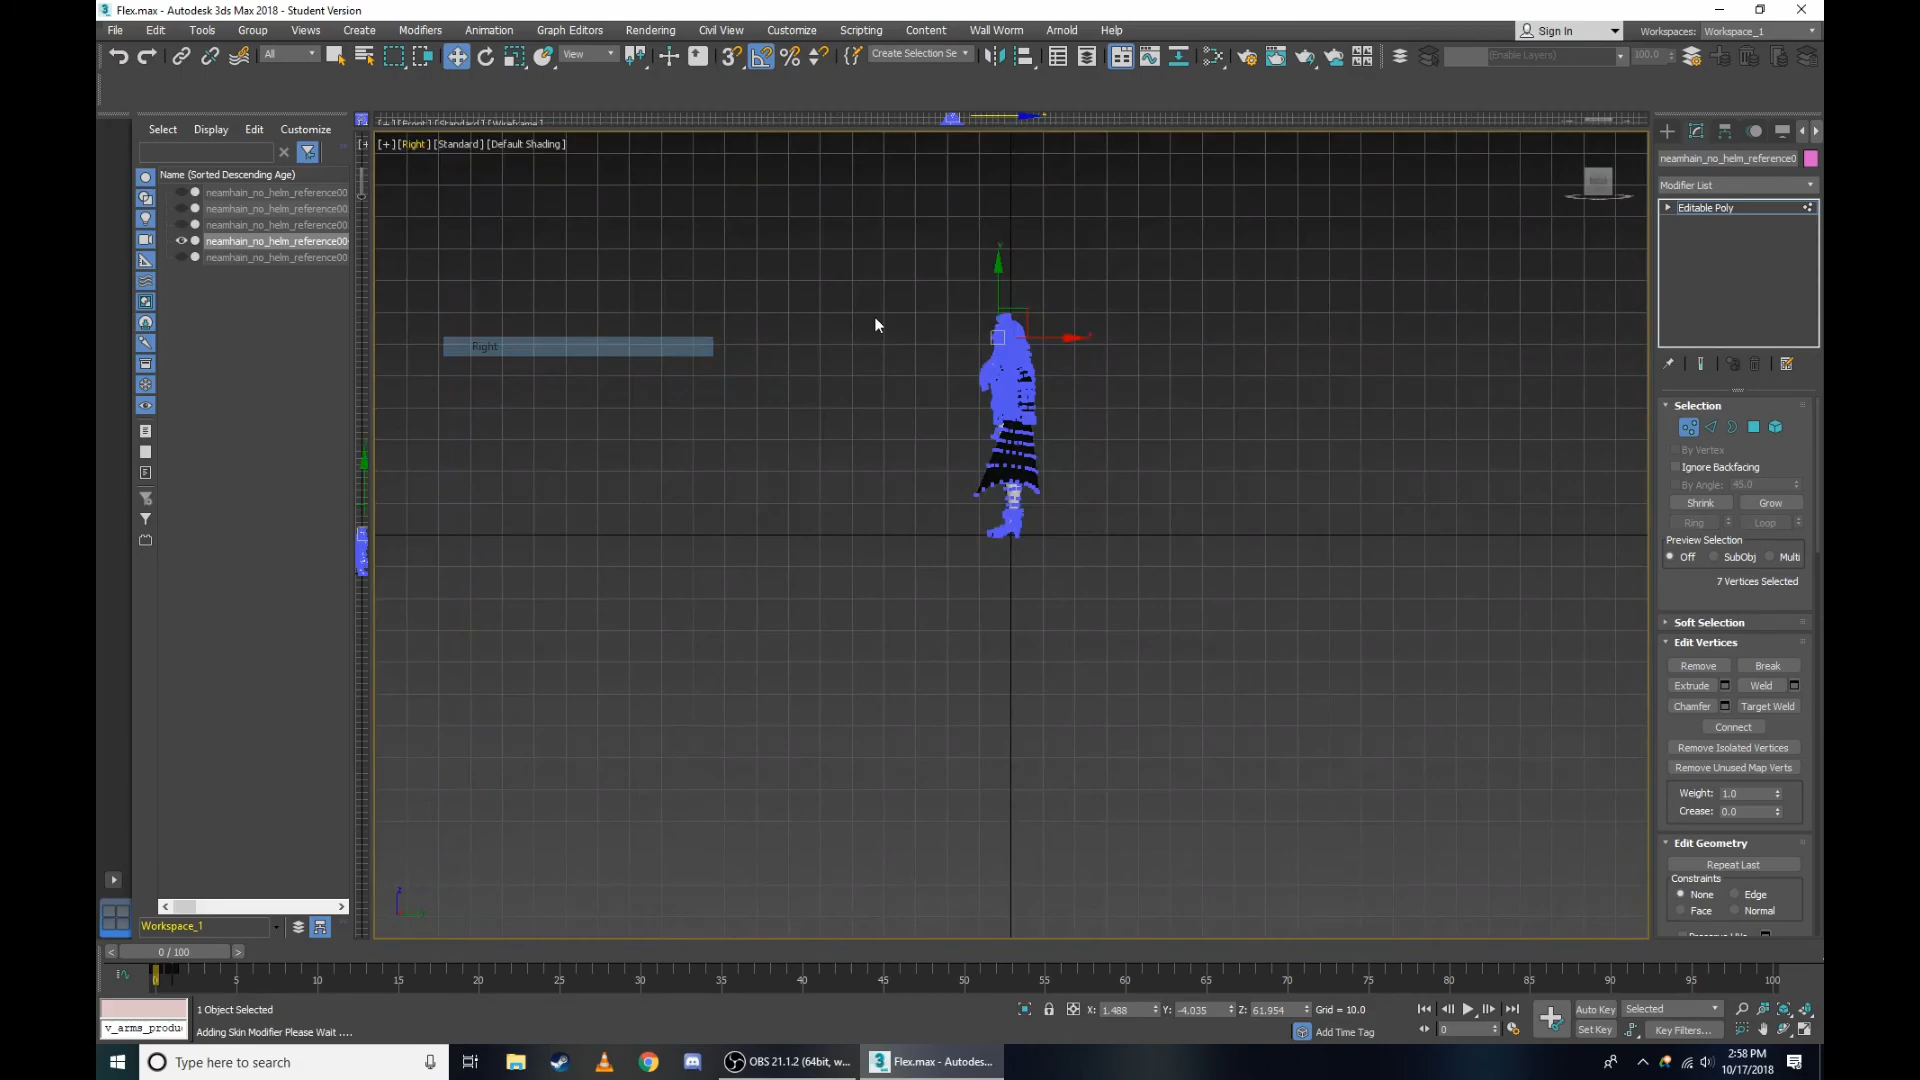 Flex.max - Autodesk 3ds Max 2018 - Student Version
File Edit Tools Group Views Create Modifiers Animation Graph Editors Rendering Civil View Customize Scripting Content Wall Worm Arnold Help
Sign In Workspaces: Workspace_1
All View Create Selection Se (Enable Layers) 100.0
Select Display Edit Customize
[+] [Front] [Standard] [Wireframe]
[+] [Right] [Standard] [Default Shading]
Name (Sorted Descending Age)
neamhain_no_helm_reference00
neamhain_no_helm_reference00
neamhain_no_helm_reference00
neamhain_no_helm_reference00
neamhain_no_helm_reference00
Right
neamhain_no_helm_reference0
Modifier List
Editable Poly
Selection
By Vertex
Ignore Backfacing
By Angle: 45.0
Shrink Grow
Ring Loop
Preview Selection
Off SubObj Multi
7 Vertices Selected
Soft Selection
Edit Vertices
Remove Break
Extrude Weld
Chamfer Target Weld
Connect
Remove Isolated Vertices
Remove Unused Map Verts
Weight: 1.0
Crease: 0.0
Edit Geometry
Repeat Last
Constraints
None Edge
Face Normal
Workspace_1
0 / 100
0 5 10 15 20 25 30 35 40 45 50 55 60 65 70 75 80 85 90 95 100
v_arms_produ
1 Object Selected
Adding Skin Modifier Please Wait ....
X: 1.488 Y: -4.035 Z: 61.954 Grid = 10.0
Add Time Tag
0
Auto Key Selected
Set Key Key Filters...
Type here to search
OBS 21.1.2 (64bit, w...
Flex.max - Autodes...
2:58 PM
10/17/2018